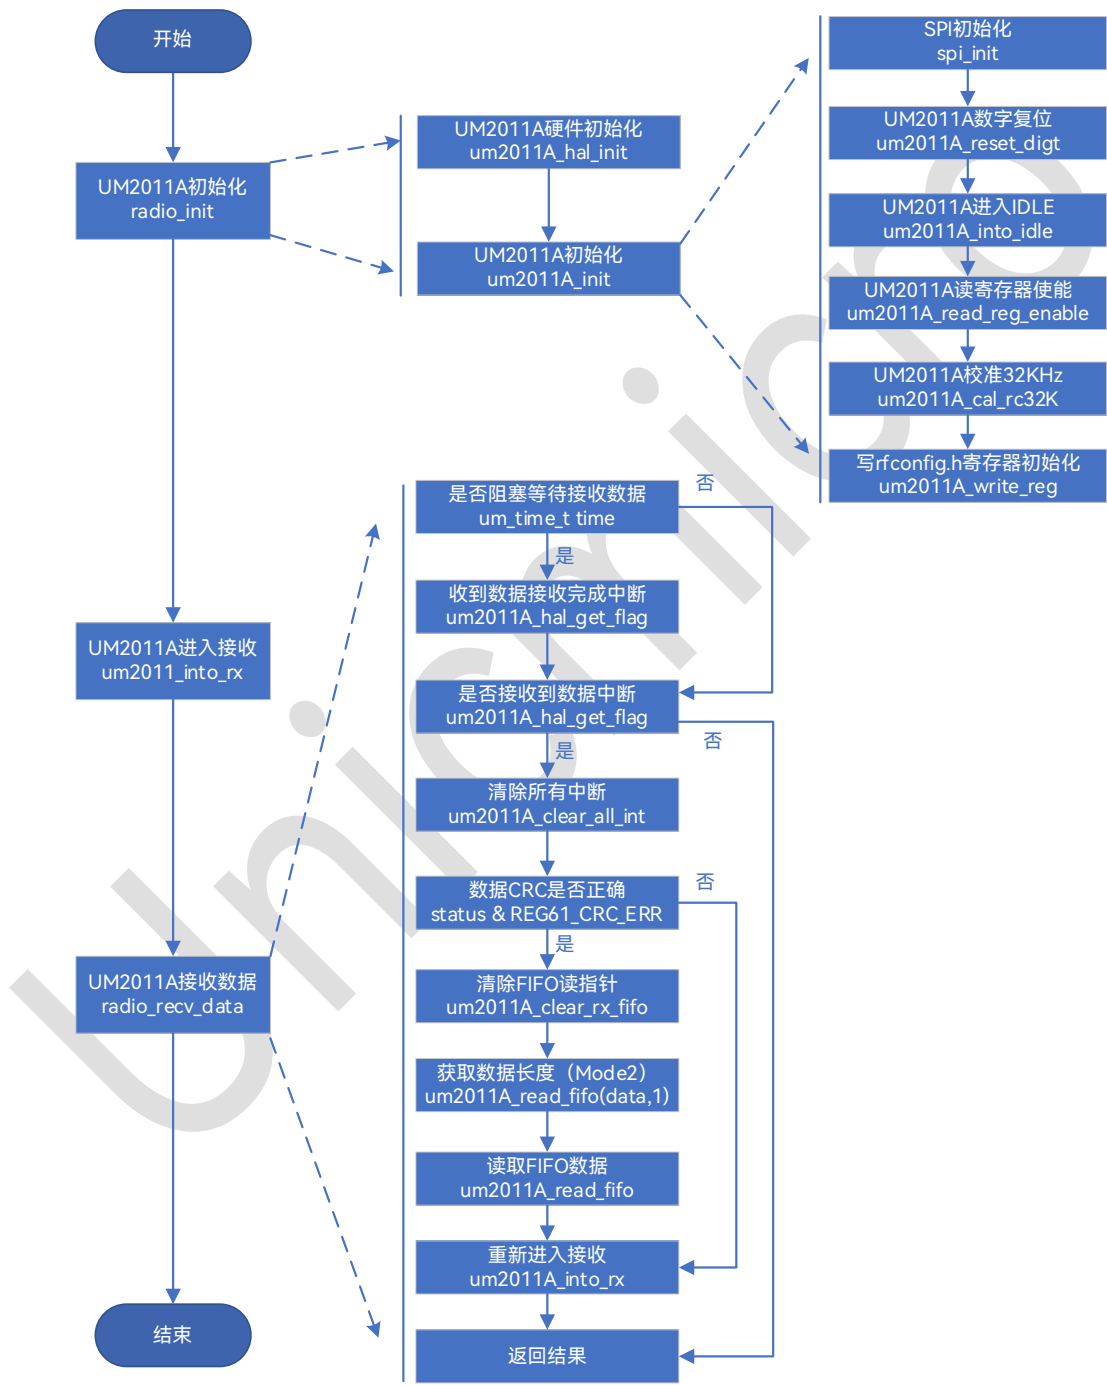 开始
UM2011A初始化
radio_init
UM2011A进入接收
um2011_into_rx
UM2011A接收数据
radio_recv_data
结束
UM2011A硬件初始化
um2011A_hal_init
UM2011A初始化
um2011A_init
SPI初始化
spi_init
UM2011A数字复位
um2011A_reset_digt
UM2011A进入IDLE
um2011A_into_idle
UM2011A读寄存器使能
um2011A_read_reg_enable
UM2011A校准32KHz
um2011A_cal_rc32K
写rfconfig.h寄存器初始化
um2011A_write_reg
是否阻塞等待接收数据
um_time_t time
否
是
收到数据接收完成中断
um2011A_hal_get_flag
是否接收到数据中断
um2011A_hal_get_flag
否
是
清除所有中断
um2011A_clear_all_int
数据CRC是否正确
status & REG61_CRC_ERR
否
是
清除FIFO读指针
um2011A_clear_rx_fifo
获取数据长度（Mode2）
um2011A_read_fifo(data,1)
读取FIFO数据
um2011A_read_fifo
重新进入接收
um2011A_into_rx
返回结果
Unicmicro